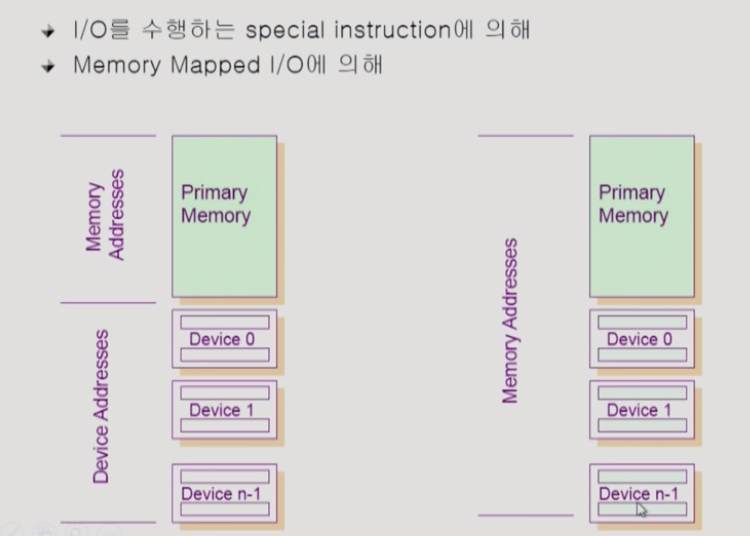 I/O를 수행하는 special instruction에 의해
Memory Mapped I/O에 의해
Memory
Addresses
Primary
Memory
Device Addresses
Device 0
Device 1
Device n-1
Memory Addresses
Primary
Memory
Device 0
Device 1
Device n-1